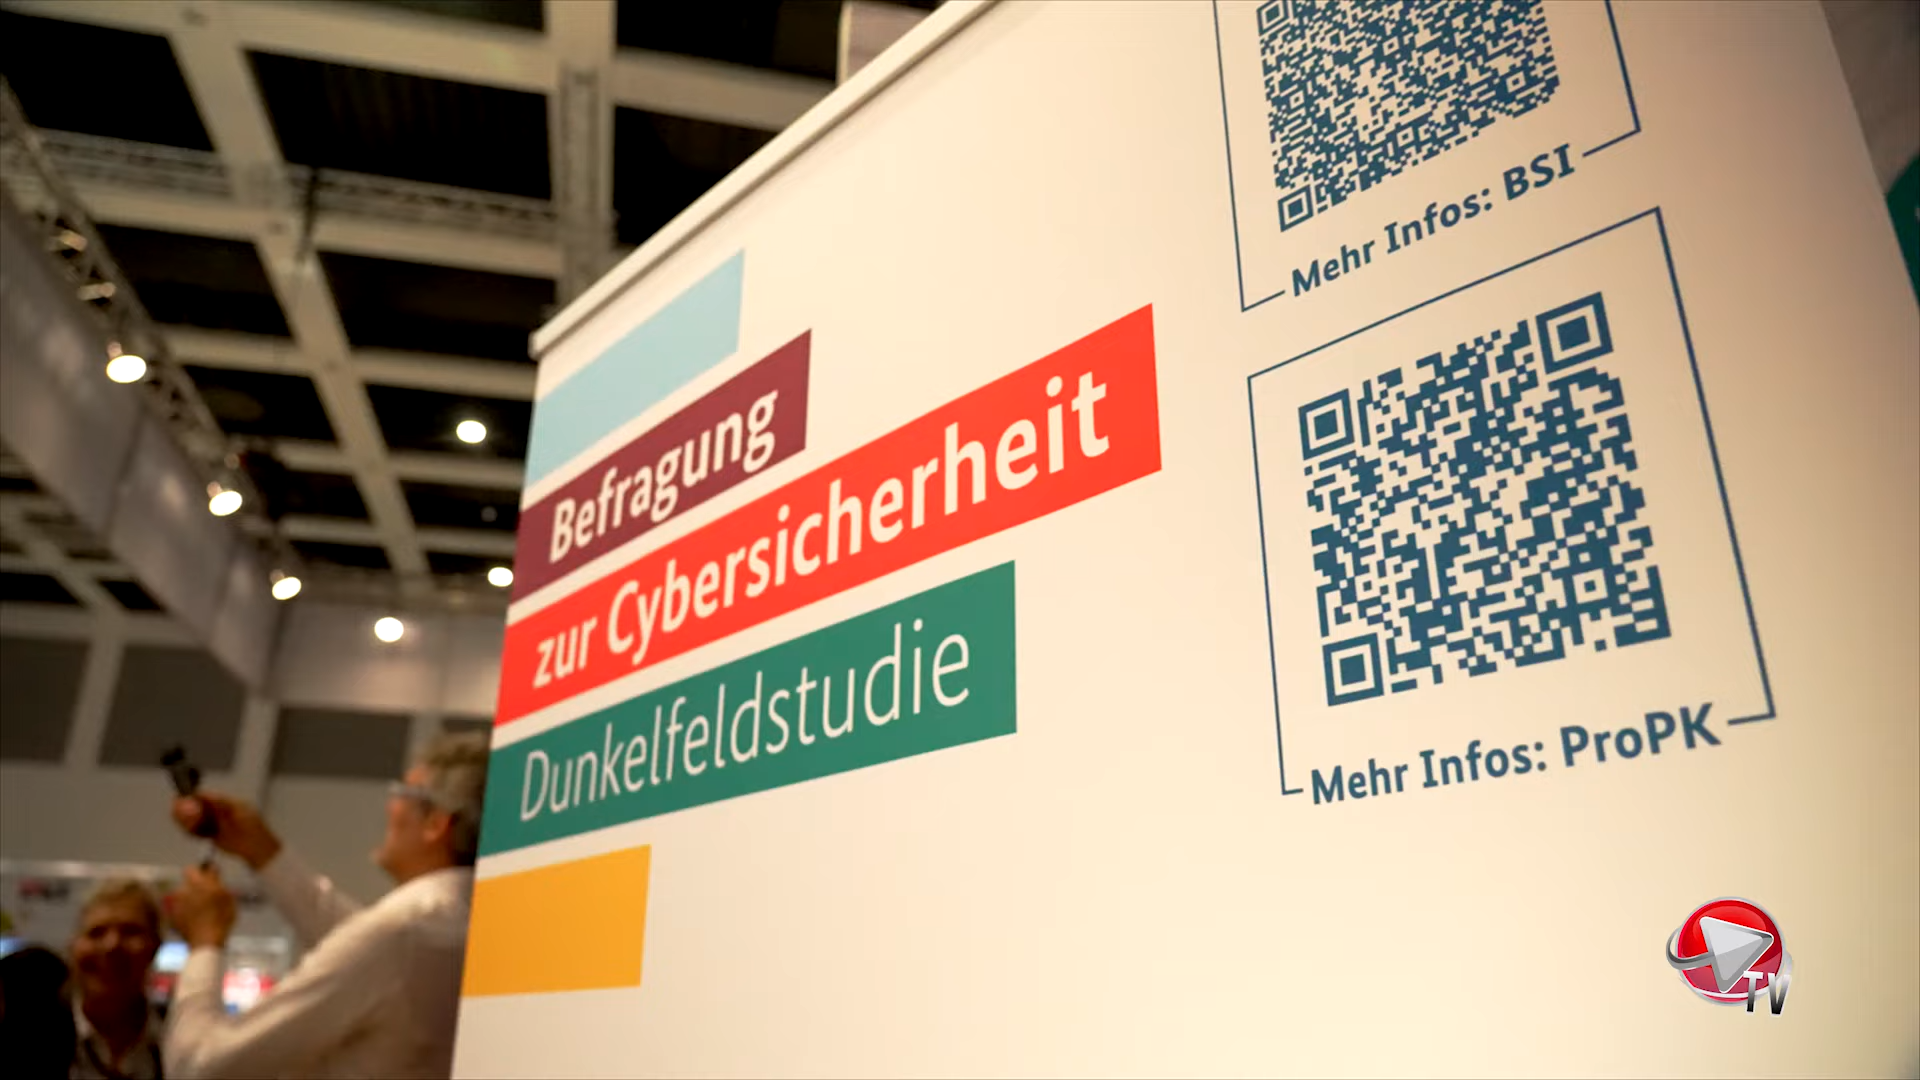 Befragung
zur Cybersicherheit
Dunkelfeldstudie
Mehr Infos: BSI
Mehr Infos: ProPK
TV